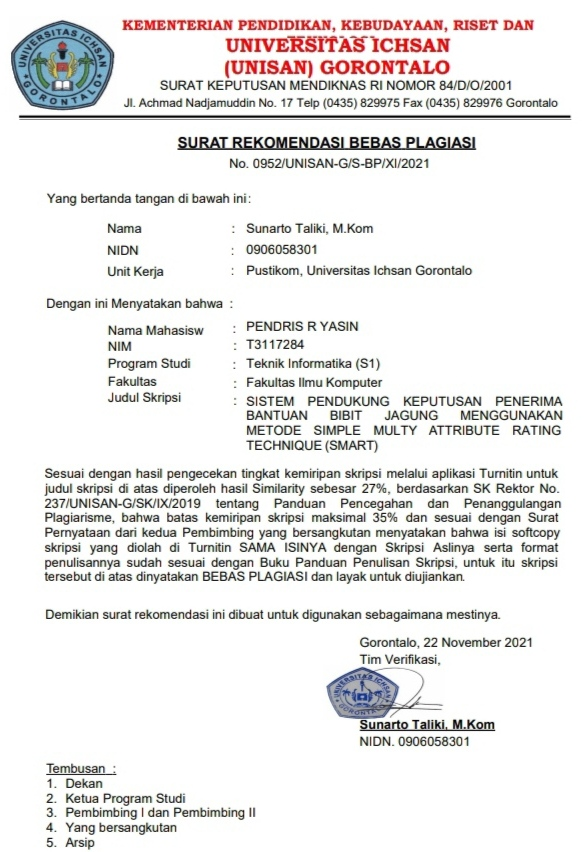 KEMENTERIAN PENDIDIKAN, KEBUDAYAAN, RISET DAN
UNIVERSITAS ICHSAN
(UNISAN) GORONTALO
SURAT KEPUTUSAN MENDIKNAS RI NOMOR 84/D/O/2001
Jl. Achmad Nadjamuddin No. 17 Telp (0435) 829975 Fax (0435) 829976 Gorontalo
UNIVERSITAS ICHSAN
GORONTALO
SURAT REKOMENDASI BEBAS PLAGIASI
No. 0952/UNISAN-G/S-BP/XI/2021
Yang bertanda tangan di bawah ini :
Nama : Sunarto Taliki, M.Kom
NIDN : 0906058301
Unit Kerja : Pustikom, Universitas Ichsan Gorontalo
Dengan ini Menyatakan bahwa :
Nama Mahasisw : PENDRIS R YASIN
NIM : T3117284
Program Studi : Teknik Informatika (S1)
Fakultas : Fakultas Ilmu Komputer
Judul Skripsi : SISTEM PENDUKUNG KEPUTUSAN PENERIMA
BANTUAN BIBIT JAGUNG MENGGUNAKAN
METODE SIMPLE MULTY ATTRIBUTE RATING
TECHNIQUE (SMART)
Sesuai dengan hasil pengecekan tingkat kemiripan skripsi melalui aplikasi Turnitin untuk
judul skripsi di atas diperoleh hasil Similarity sebesar 27%, berdasarkan SK Rektor No.
237/UNISAN-G/SK/IX/2019 tentang Panduan Pencegahan dan Penanggulangan
Plagiarisme, bahwa batas kemiripan skripsi maksimal 35% dan sesuai dengan Surat
Pernyataan dari kedua Pembimbing yang bersangkutan menyatakan bahwa isi softcopy
skripsi yang diolah di Turnitin SAMA ISINYA dengan Skripsi Aslinya serta format
penulisannya sudah sesuai dengan Buku Panduan Penulisan Skripsi, untuk itu skripsi
tersebut di atas dinyatakan BEBAS PLAGIASI dan layak untuk diujiankan.
Demikian surat rekomendasi ini dibuat untuk digunakan sebagaimana mestinya.
Gorontalo, 22 November 2021
Tim Verifikasi,
UNIVERSITAS ICHSAN
GORONTALO
Sunarto Taliki, M.Kom
NIDN. 0906058301
Tembusan :
1. Dekan
2. Ketua Program Studi
3. Pembimbing I dan Pembimbing II
4. Yang bersangkutan
5. Arsip